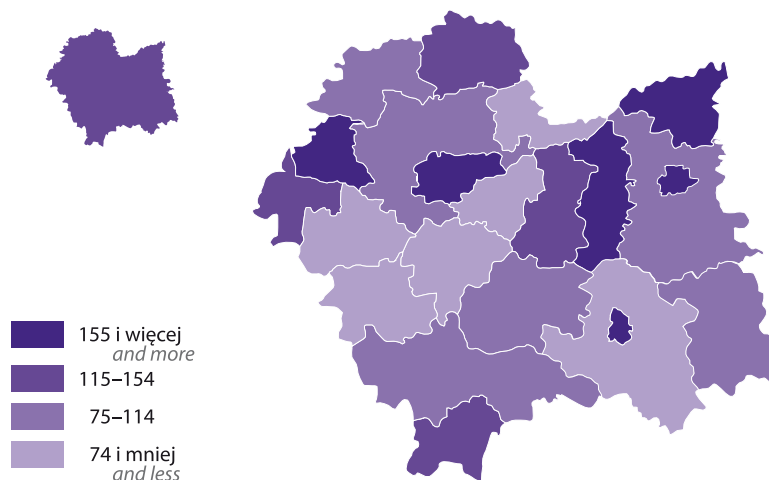 155 i więcej
and more
115–154
75–114
74 i mniej
and less